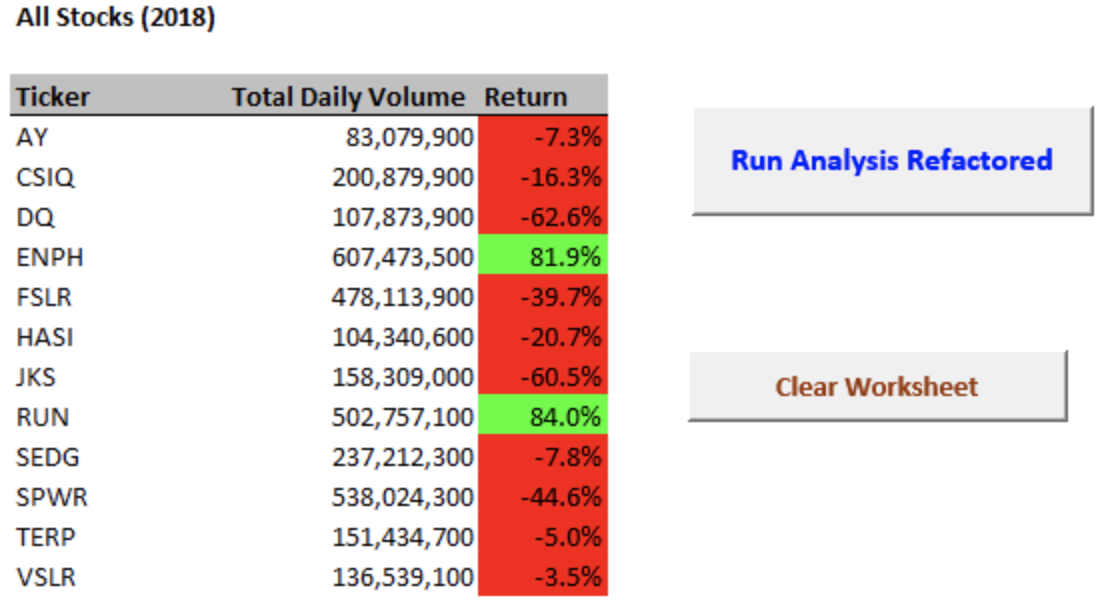 All Stocks (2018)
Ticker Total Daily Volume Return
AY 83,079,900 -7.3%
CSIQ 200,879,900 -16.3%
DQ 107,873,900 -62.6%
ENPH 607,473,500 81.9%
FSLR 478,113,900 -39.7%
HASI 104,340,600 -20.7%
JKS 158,309,000 -60.5%
RUN 502,757,100 84.0%
SEDG 237,212,300 -7.8%
SPWR 538,024,300 -44.6%
TERP 151,434,700 -5.0%
VSLR 136,539,100 -3.5%
Run Analysis Refactored
Clear Worksheet